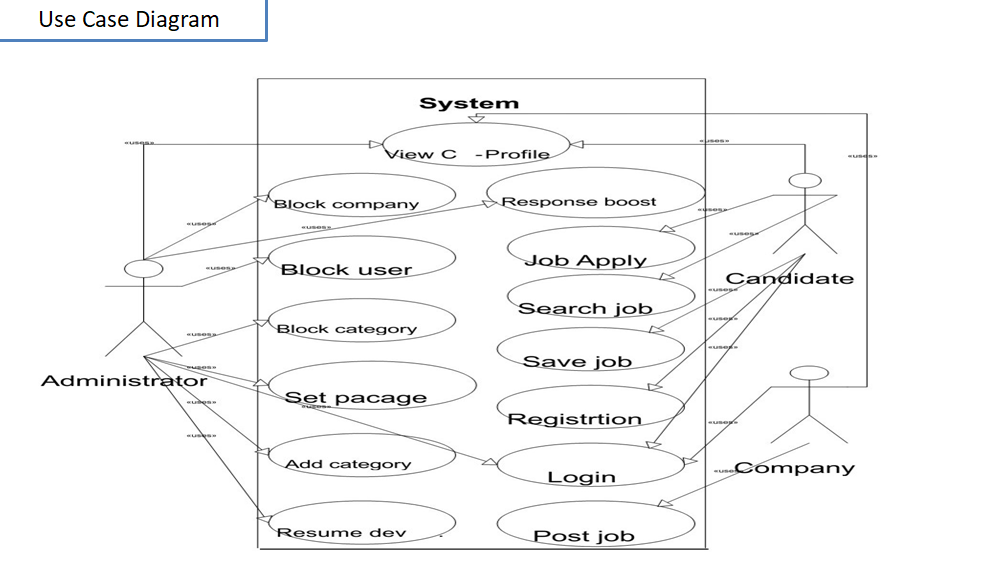 Use Case Diagram
System
«uses»
«uses»
«uses»
View C -Profile
Block company
Response boost
«uses»
«uses»
«uses»
«uses»
Job Apply
Block user
«uses»
Candidate
«uses»
Search job
Block category
«uses»
«uses»
Save job
«uses»
«uses»
Administrator
Set pacage
«uses»
«uses»
Registrtion
«uses»
«uses»
Add category
Login
«uses»
Company
Resume dev .
Post job